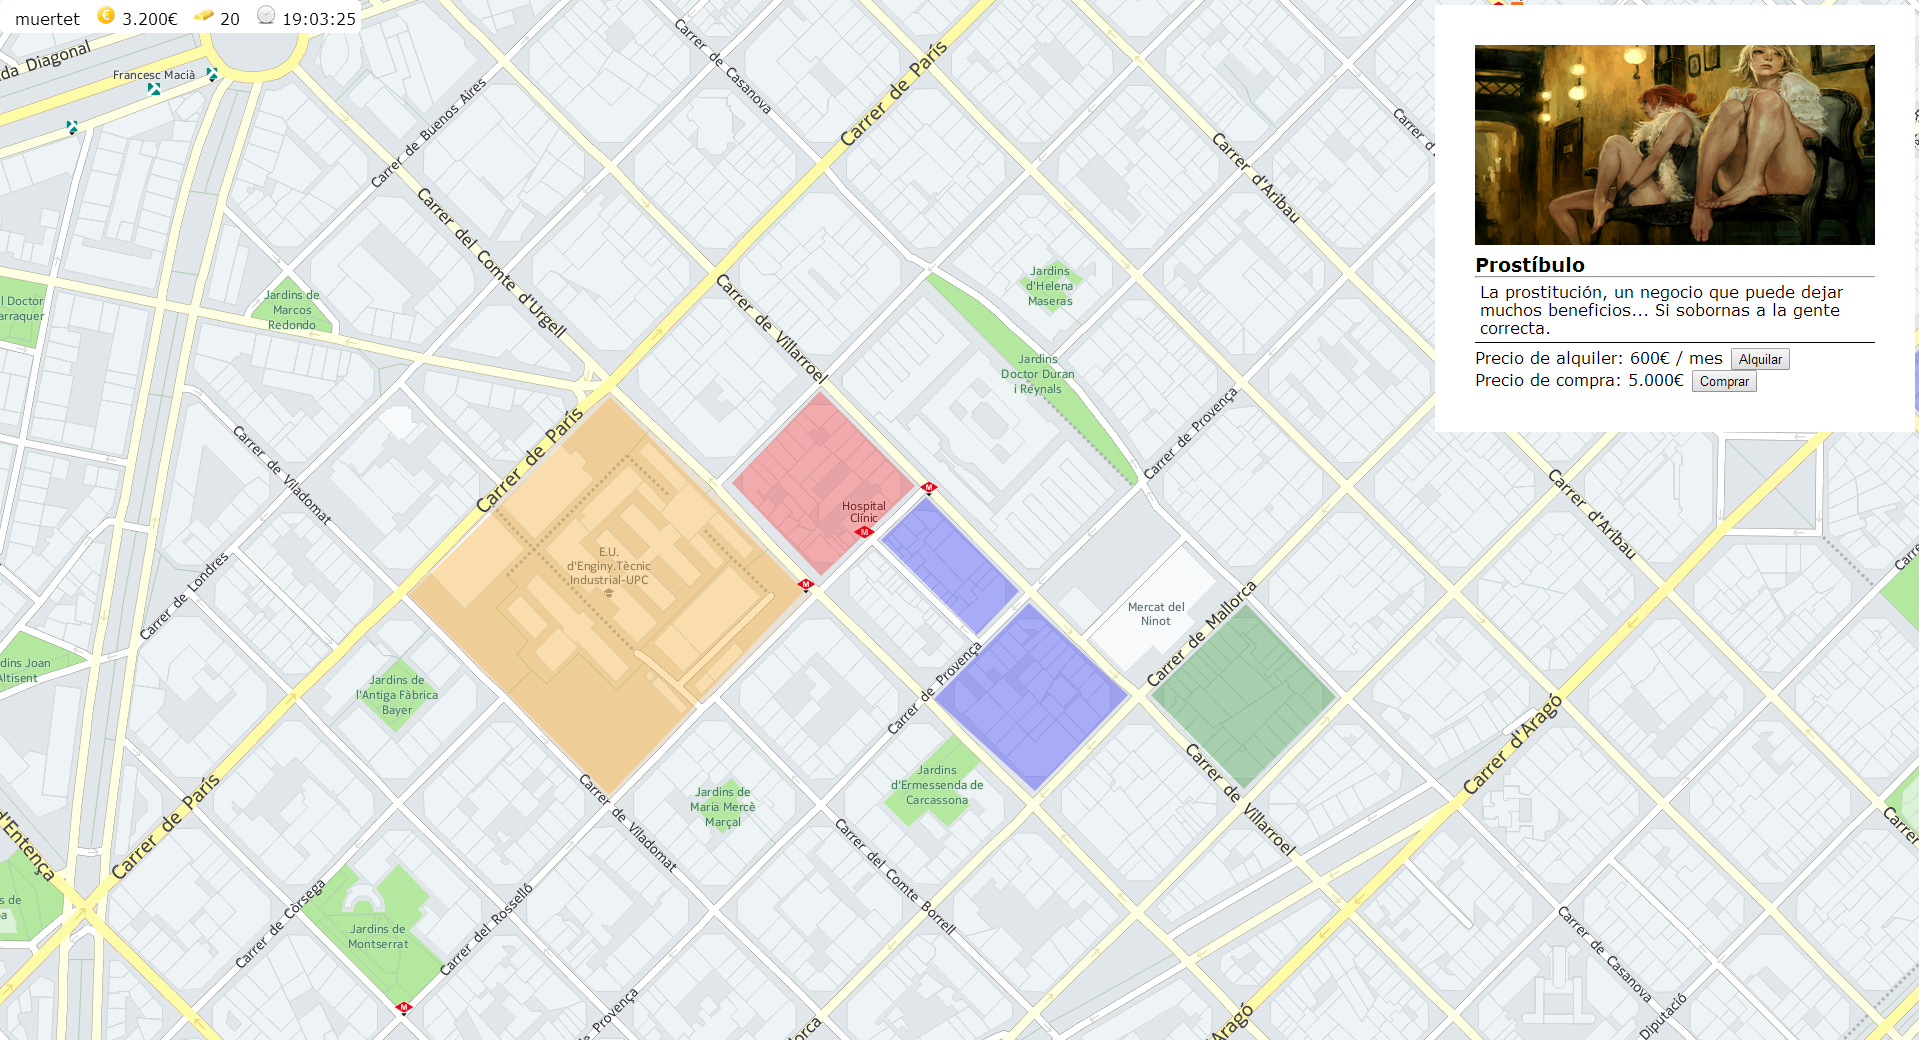 muertet 3.200€ 20 19:03:25
da Diagonal
Francesc Macià
Carrer de Buenos Aires
Carrer de Casanova
Carrer de París
Carrer d'Aribau
Carrer d'
Prostíbulo
La prostitución, un negocio que puede dejar
muchos beneficios... Si sobornas a la gente
correcta.
Precio de alquiler: 600€ / mes Alquilar
Precio de compra: 5.000€ Comprar
Carrer del Comte d'Urgell
l Doctor
arraquer
Jardins de
Marcos
Redondo
Carrer de Villarroel
Jardins
d'Helena
Maseras
Jardins
Doctor Duran
i Reynals
Carrer de Provença
Carrer de París
Carrer de Viladomat
Hospital
Clínic
M
M
M
E.U.
d'Enginy.Tècnic
Industrial-UPC
Carrer de Londres
Carrer d'Aribau
Carre
Mercat del
Ninot
Carrer de Mallorca
dins Joan
Altisent
Jardins de
l'Antiga Fàbrica
Bayer
Carrer de Provença
Carrer d'Aragó
Jardins
d'Ermessenda de
Carcassona
Jardins de
Maria Mercè
Marçal
Carrer de Villarroel
Carrer de Viladomat
Carrer de París
d'Entença
Carrer del Comte Borrell
Carrer
s de
a
Carrer de Còrsega
Carrer del Rosselló
Jardins de
Montserrat
M
Carrer de Casanova
Diputació
e Provença
orca
Aragó